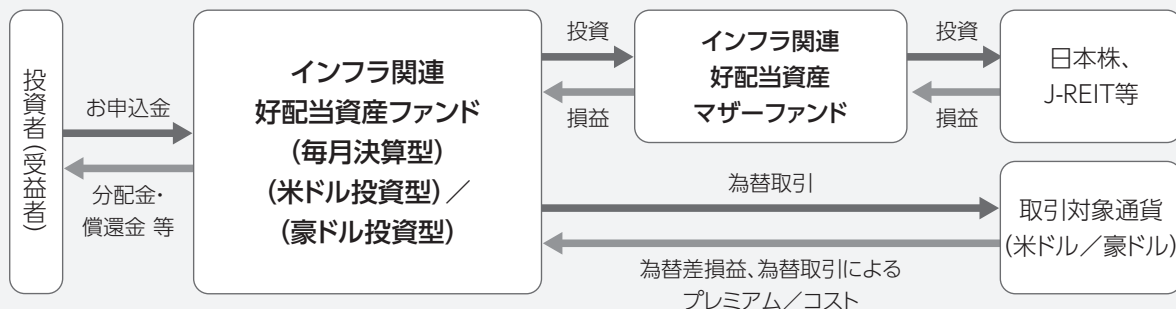 投資者(受益者)
お申込金
分配金・
償還金 等
インフラ関連
好配当資産ファンド
(毎月決算型)
(米ドル投資型)／
(豪ドル投資型)
投資
損益
インフラ関連
好配当資産
マザーファンド
投資
損益
日本株、
J-REIT等
為替取引
為替差損益、為替取引による
プレミアム／コスト
取引対象通貨
(米ドル／豪ドル)